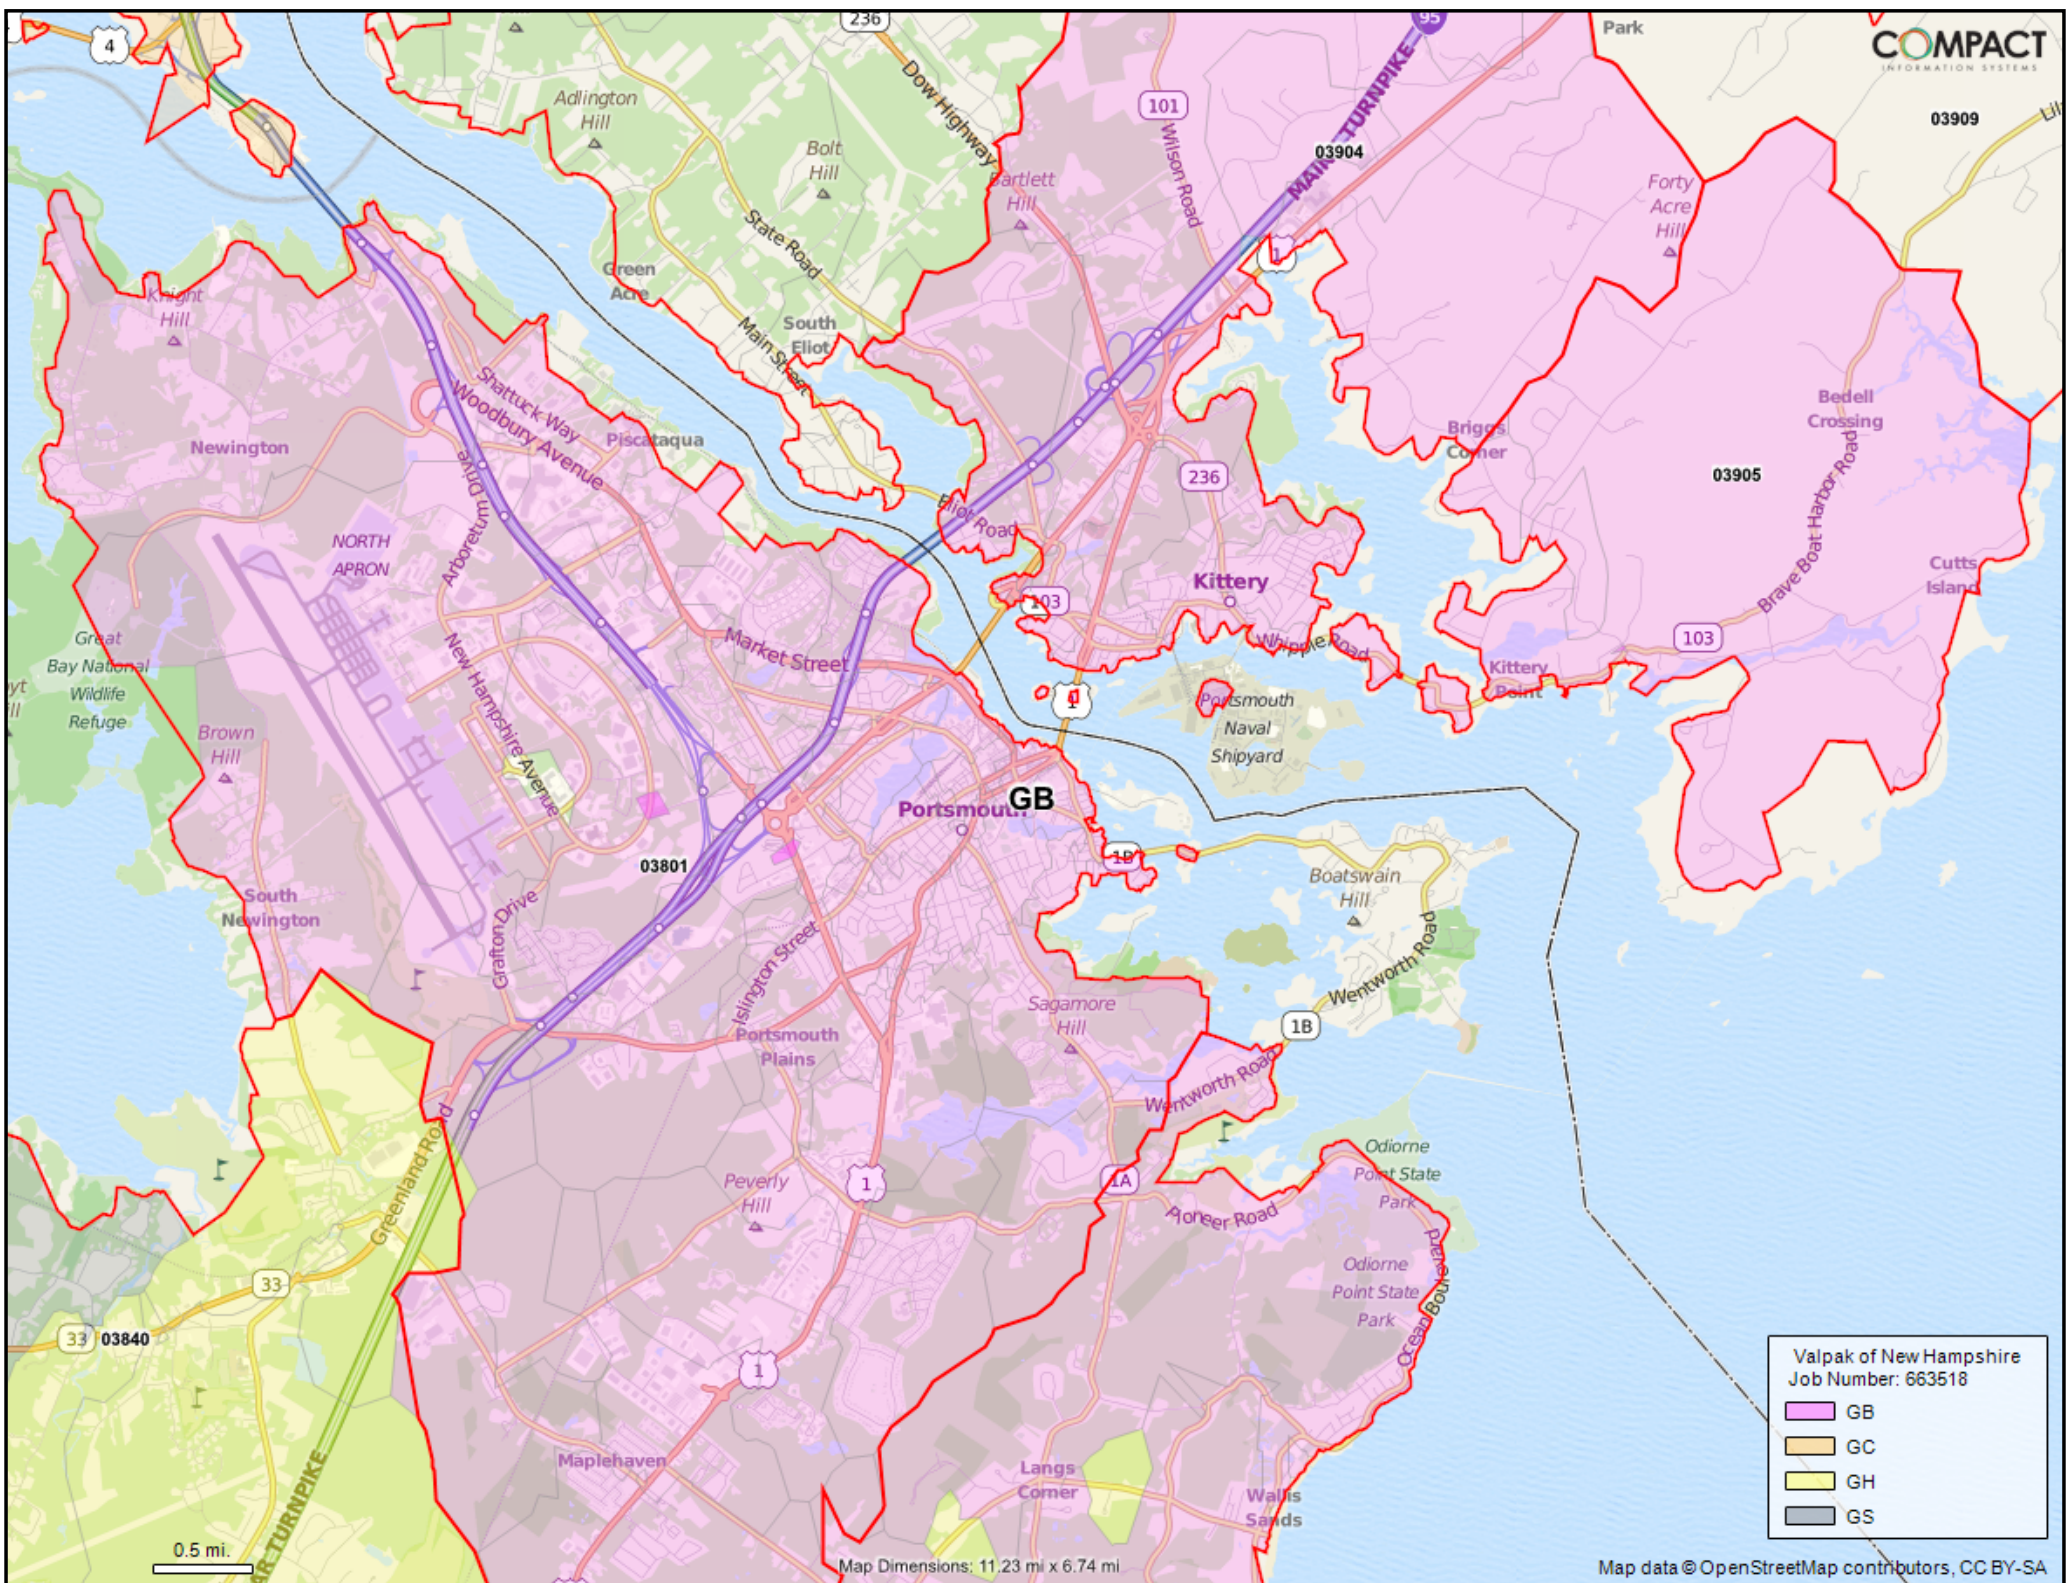 4
236
95
Park
COMPACT
INFORMATION SYSTEMS
Adlington
Hill
Dow Highway
101
MAINE TURNPIKE
03909
Bolt
Hill
03904
Wilson Road
Bartlett
Hill
Forty
Acre
Hill
State Road
1
Green
Acre
Knight
Hill
South
Eliot
Main Street
Shattuck Way
Woodbury Avenue
Piscataqua
Newington
Bedell
Crossing
Briggs
Corner
236
03905
Arboretum Drive
Eliot Road
NORTH
APRON
Brave Boat Harbor Road
Cutts
Island
Kittery
103
Great
Bay National
Wildlife
Refuge
Market Street
Whipple Road
103
Kittery
Point
New Hampshire Avenue
1
Portsmouth
Naval
Shipyard
Brown
Hill
GB
Portsmouth
03801
1B
Boatswain
Hill
South
Newington
Grafton Drive
Islington Street
Wentworth Road
Sagamore
Hill
1B
Portsmouth
Plains
Wentworth Road
Greenland Road
Odiorne
Point State
Park
Peverly
Hill
1
1A
Pioneer Road
Odiorne
Point State
Park
Ocean Boulevard
33
33
03840
1
Maplehaven
Langs
Corner
Wallis
Sands
AR TURNPIKE
Valpak of New Hampshire
Job Number: 663518
GB
GC
GH
GS
0.5 mi.
Map Dimensions: 11.23 mi x 6.74 mi
Map data © OpenStreetMap contributors, CC BY-SA